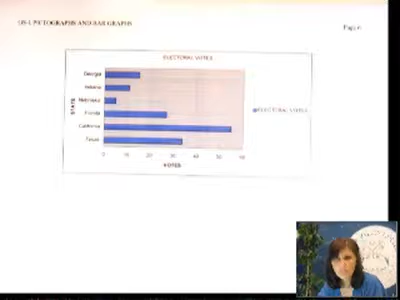 PICTOGRAPHS AND BAR GRAPHS
Page 6
ELECTORAL VOTES
Georgia
Indiana
Nebraska
Florida
California
Texas
STATE
0 10 20 30 40 50 60
VOTES
ELECTORAL VOTES